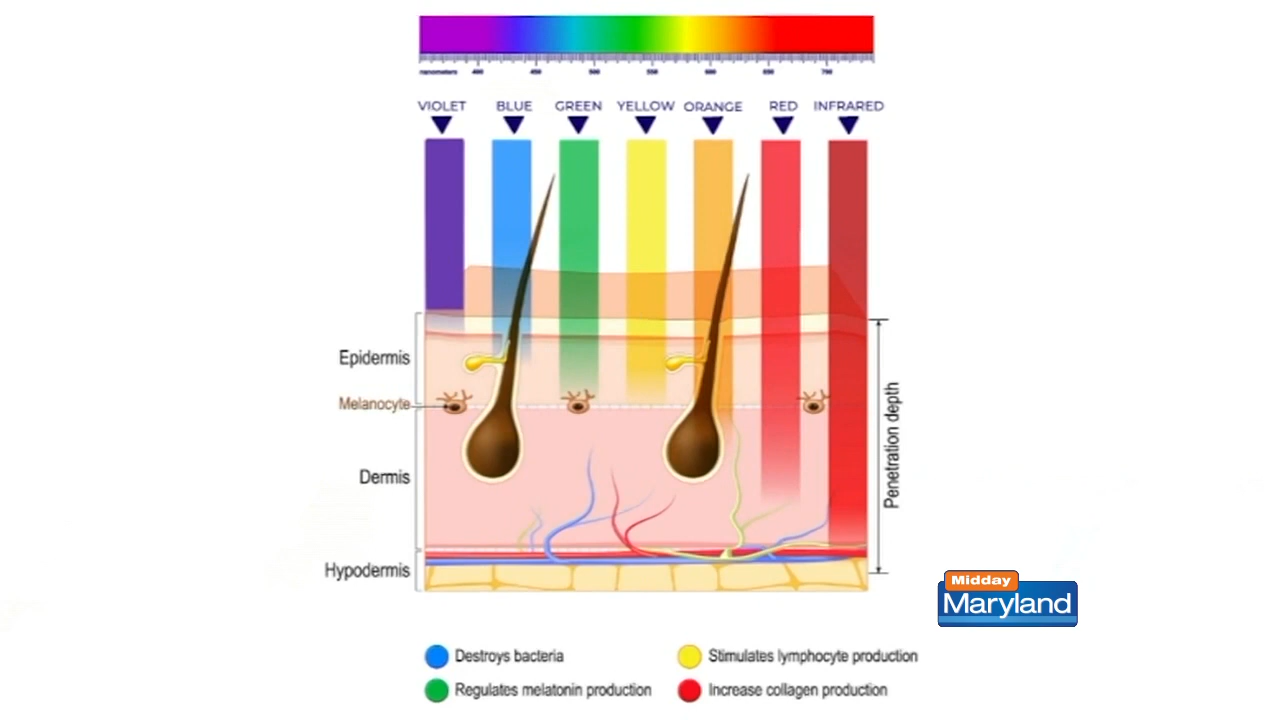 nanometers 400 450 500 550 600 650 700
VIOLET BLUE GREEN YELLOW ORANGE RED INFRARED
Epidermis
Melanocyte
Dermis
Hypodermis
Penetration depth
Midday
Maryland
Destroys bacteria
Stimulates lymphocyte production
Regulates melatonin production
Increase collagen production